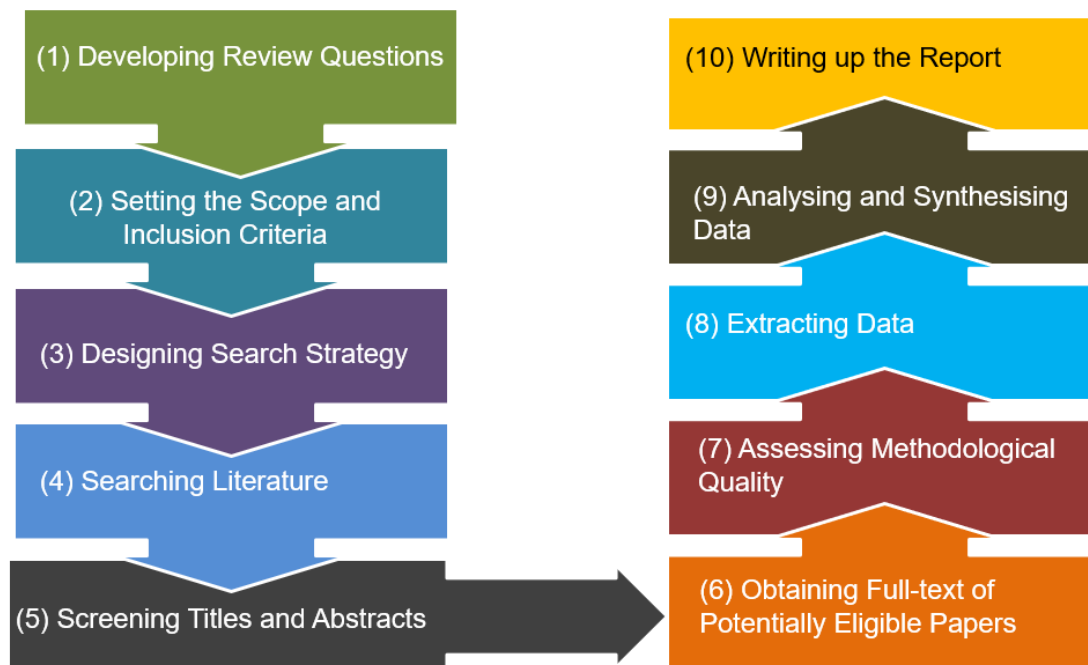 (1) Developing Review Questions
(2) Setting the Scope and
Inclusion Criteria
(3) Designing Search Strategy
(4) Searching Literature
(5) Screening Titles and Abstracts
(6) Obtaining Full-text of
Potentially Eligible Papers
(7) Assessing Methodological
Quality
(8) Extracting Data
(9) Analysing and Synthesising
Data
(10) Writing up the Report